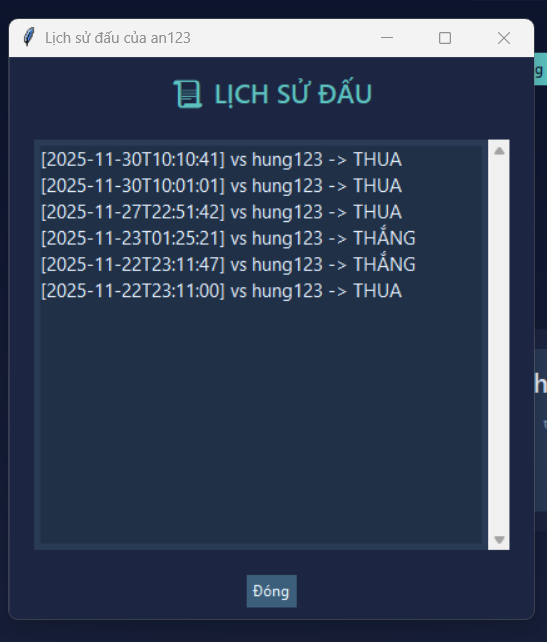 Lịch sử đấu của an123
LỊCH SỬ ĐẤU
[2025-11-30T10:10:41] vs hung123 -> THUA
[2025-11-30T10:01:01] vs hung123 -> THUA
[2025-11-27T22:51:42] vs hung123 -> THUA
[2025-11-23T01:25:21] vs hung123 -> THẮNG
[2025-11-22T23:11:47] vs hung123 -> THẮNG
[2025-11-22T23:11:00] vs hung123 -> THUA
Đóng
g
h